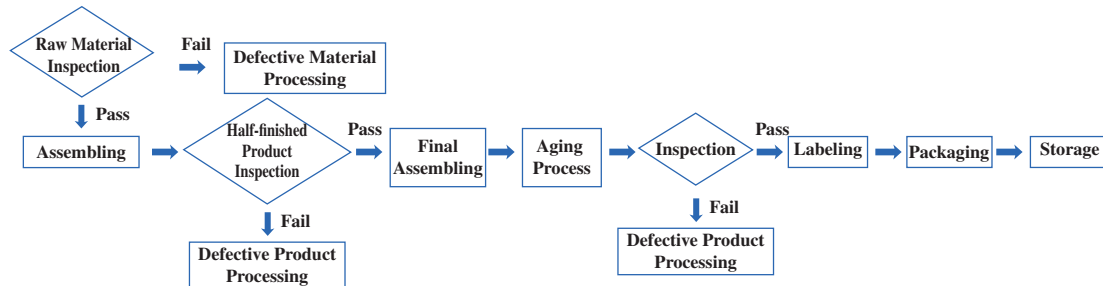 Raw Material
Inspection
Fail
Defective Material
Processing
Pass
Assembling
Half-finished
Product
Inspection
Pass
Final
Assembling
Aging
Process
Inspection
Pass
Labeling
Packaging
Storage
Fail
Defective Product
Processing
Fail
Defective Product
Processing